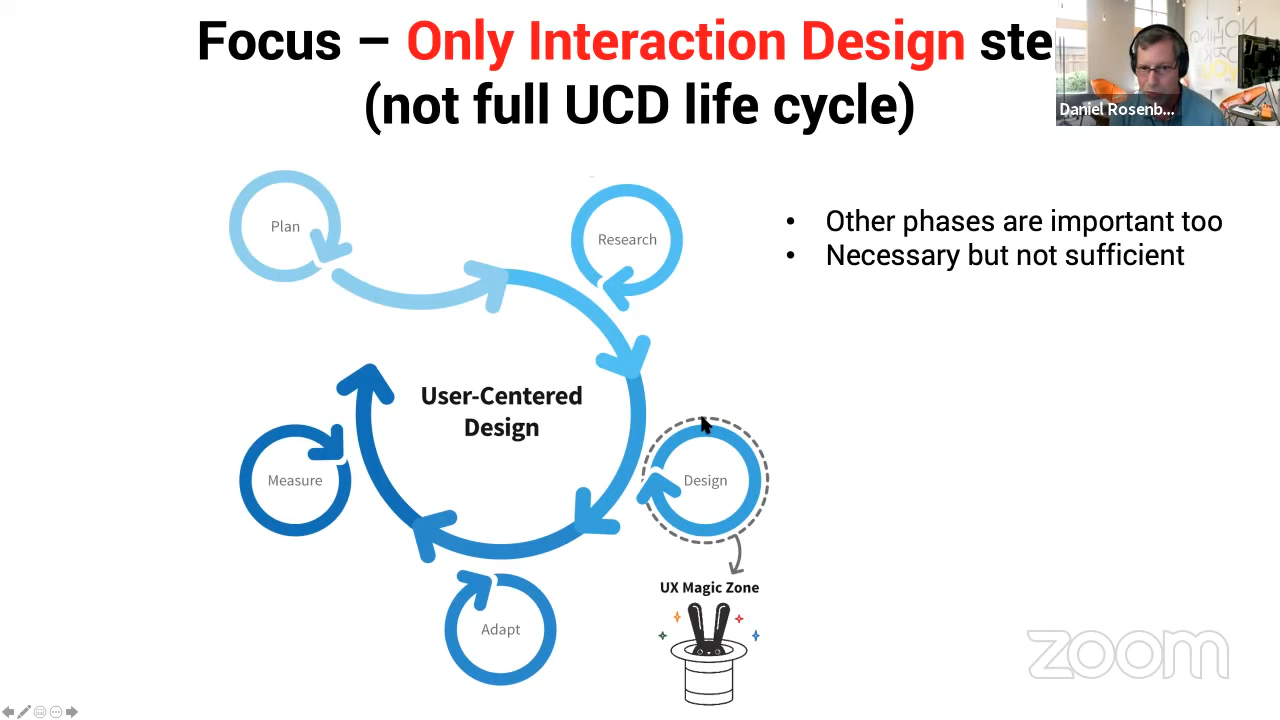 Focus – Only Interaction Design ste
(not full UCD life cycle)
Daniel Rosenb...
Plan
Research
• Other phases are important too
• Necessary but not sufficient
User-Centered
Design
Measure
Design
UX Magic Zone
Adapt
zoom